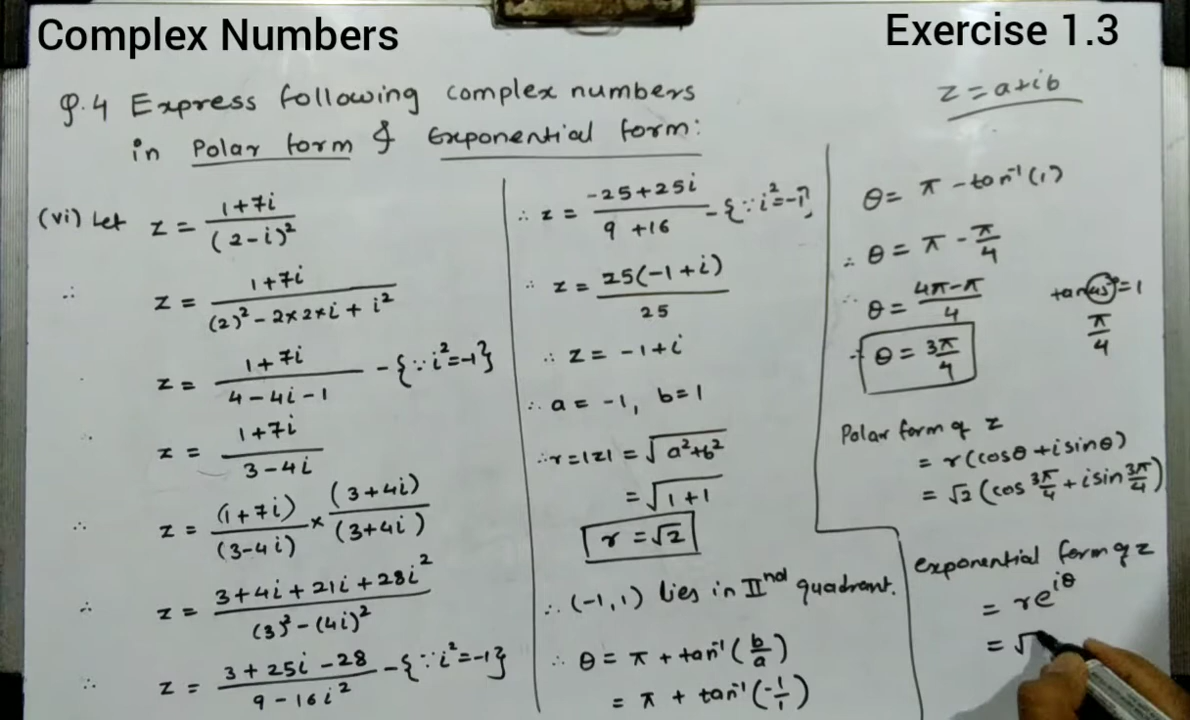 Complex Numbers
Exercise 1.3
Q.4 Express following complex numbers
in Polar form & Exponential form:
z = a+ib
(vi) Let z = (1+7i)/(2-i)²
∴ z = (1+7i)/((2)² - 2×2×i + i²)
z = (1+7i)/(4-4i-1) - {∵ i²=-1}
z = (1+7i)/(3-4i)
∴ z = (1+7i)/(3-4i) × (3+4i)/(3+4i)
∴ z = (3+4i+21i+28i²)/((3)²-(4i)²)
∴ z = (3+25i-28)/(9-16i²) - {∵ i²=-1}
∴ z = (-25+25i)/(9+16) - {∵ i²=-1}
∴ z = 25(-1+i)/25
∴ z = -1+i
∴ a = -1, b=1
∴ r=|z| = √(a²+b²)
= √(1+1)
r = √2
∴ (-1,1) lies in IInd quadrant.
∴ θ = π + tan⁻¹(b/a)
= π + tan⁻¹(-1/1)
θ = π - tan⁻¹(1)
∴ θ = π - π/4
∴ θ = (4π-π)/4
tan45° = 1
π/4
θ = 3π/4
Polar form of z
= r(cosθ+isinθ)
= √2(cos 3π/4 + isin 3π/4)
exponential form of z
= re^iθ
= √